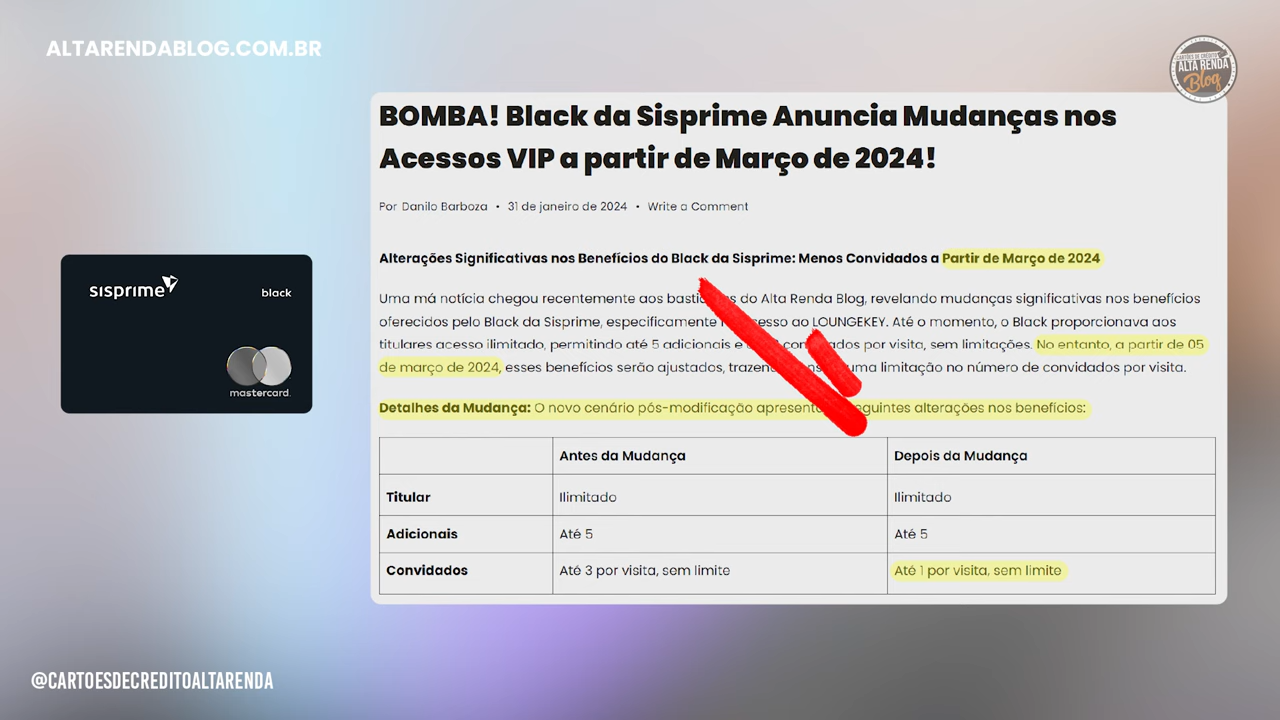 ALTARENDABLOG.COM.BR
CARTÕES DE CRÉDITO
ALTA RENDA
Blog
BOMBA! Black da Sisprime Anuncia Mudanças nos
Acessos VIP a partir de Março de 2024!
Por Danilo Barboza • 31 de janeiro de 2024 • Write a Comment
Alterações Significativas nos Benefícios do Black da Sisprime: Menos Convidados a Partir de Março de 2024
Uma má notícia chegou recentemente aos do Alta Renda Blog, revelando mudanças significativas nos benefícios
oferecidos pelo Black da Sisprime, especificamente ao LOUNGEKEY. Até o momento, o Black proporcionava aos
titulares acesso ilimitado, permitindo até 5 adicionais e por visita, sem limitações. No entanto, a partir de 05
de março de 2024, esses benefícios serão ajustados, uma limitação no número de convidados por visita.
Detalhes da Mudança: O novo cenário pós-modificação alterações nos benefícios:
Antes da Mudança Depois da Mudança
Titular Ilimitado Ilimitado
Adicionais Até 5 Até 5
Convidados Até 3 por visita, sem limite Até 1 por visita, sem limite
sisprime black
mastercard
@CARTOESDECREDITOALTARENDA